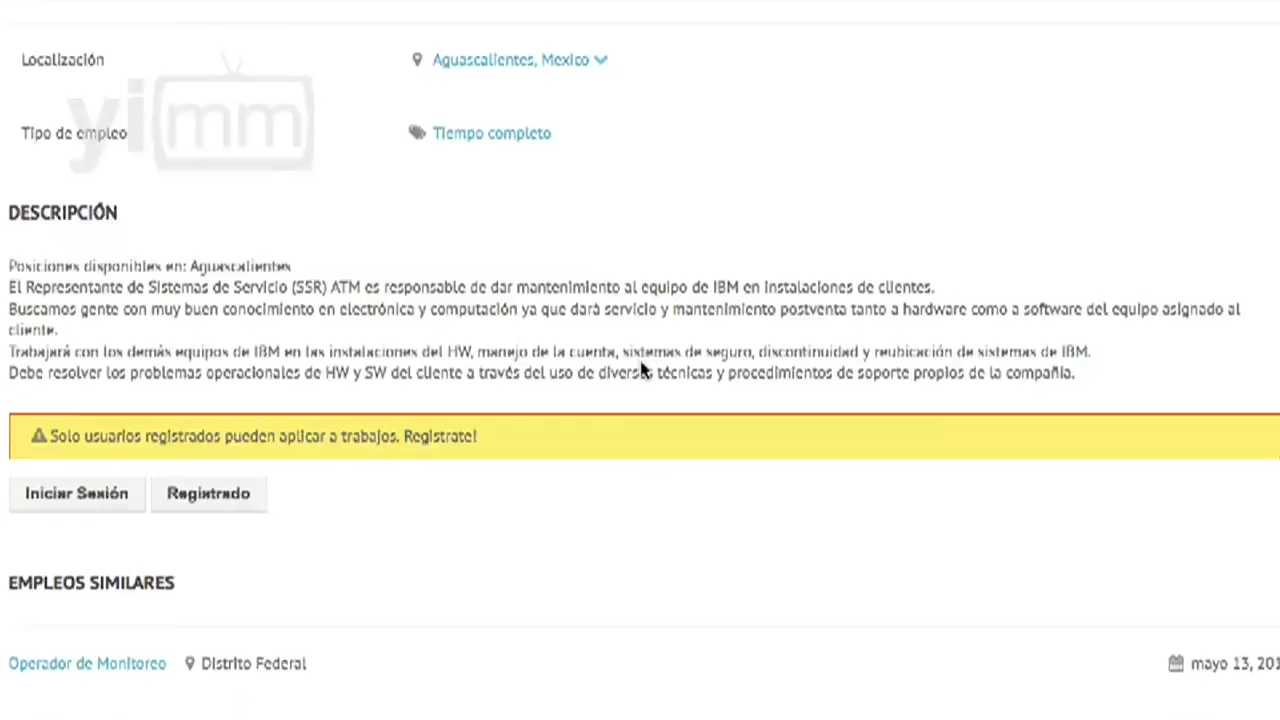 Localización
Aguascalientes, Mexico
yimm
Tipo de empleo
Tiempo completo
DESCRIPCIÓN
Posiciones disponibles en: Aguascalientes
El Representante de Sistemas de Servicio (SSR) ATM es responsable de dar mantenimiento al equipo de IBM en instalaciones de clientes.
Buscamos gente con muy buen conocimiento en electrónica y computación ya que dará servicio y mantenimiento postventa tanto a hardware como a software del equipo asignado al
cliente.
Trabajará con los demás equipos de IBM en las instalaciones del HW, manejo de la cuenta, sistemas de seguro, discontinuidad y reubicación de sistemas de IBM.
Debe resolver los problemas operacionales de HW y SW del cliente a través del uso de diversas técnicas y procedimientos de soporte propios de la compañía.
Solo usuarios registrados pueden aplicar a trabajos. Registrate!
Iniciar Sesión
Registrado
EMPLEOS SIMILARES
Operador de Monitoreo
Distrito Federal
mayo 13, 201